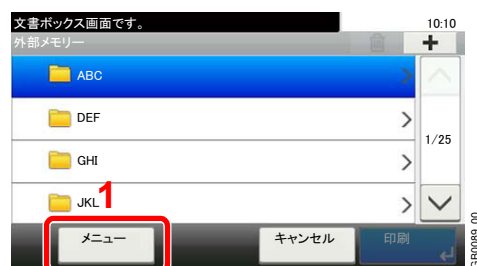 文書ボックス画面です。 10:10
外部メモリー
ABC
DEF
1/25
GHI
JKL
1
メニュー キャンセル 印刷
GB0089_00